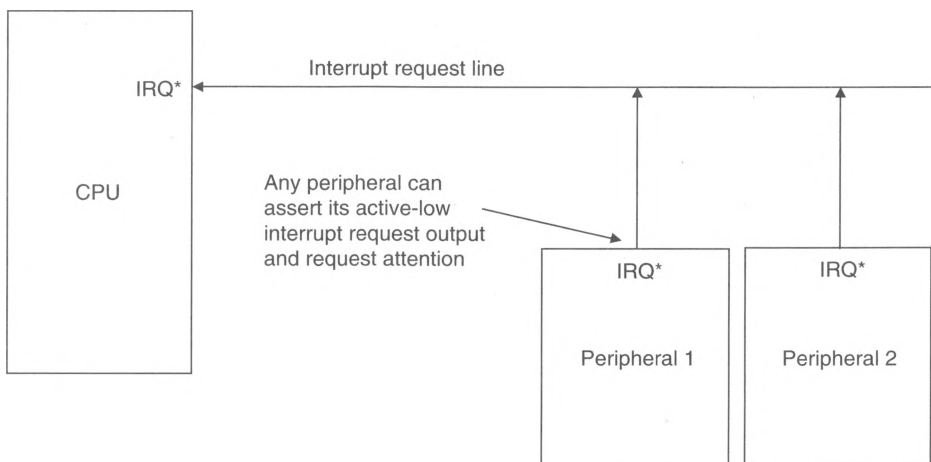 Interrupt request line
IRQ*
CPU
Any peripheral can
assert its active-low
interrupt request output
and request attention
IRQ*
IRQ*
Peripheral 1
Peripheral 2